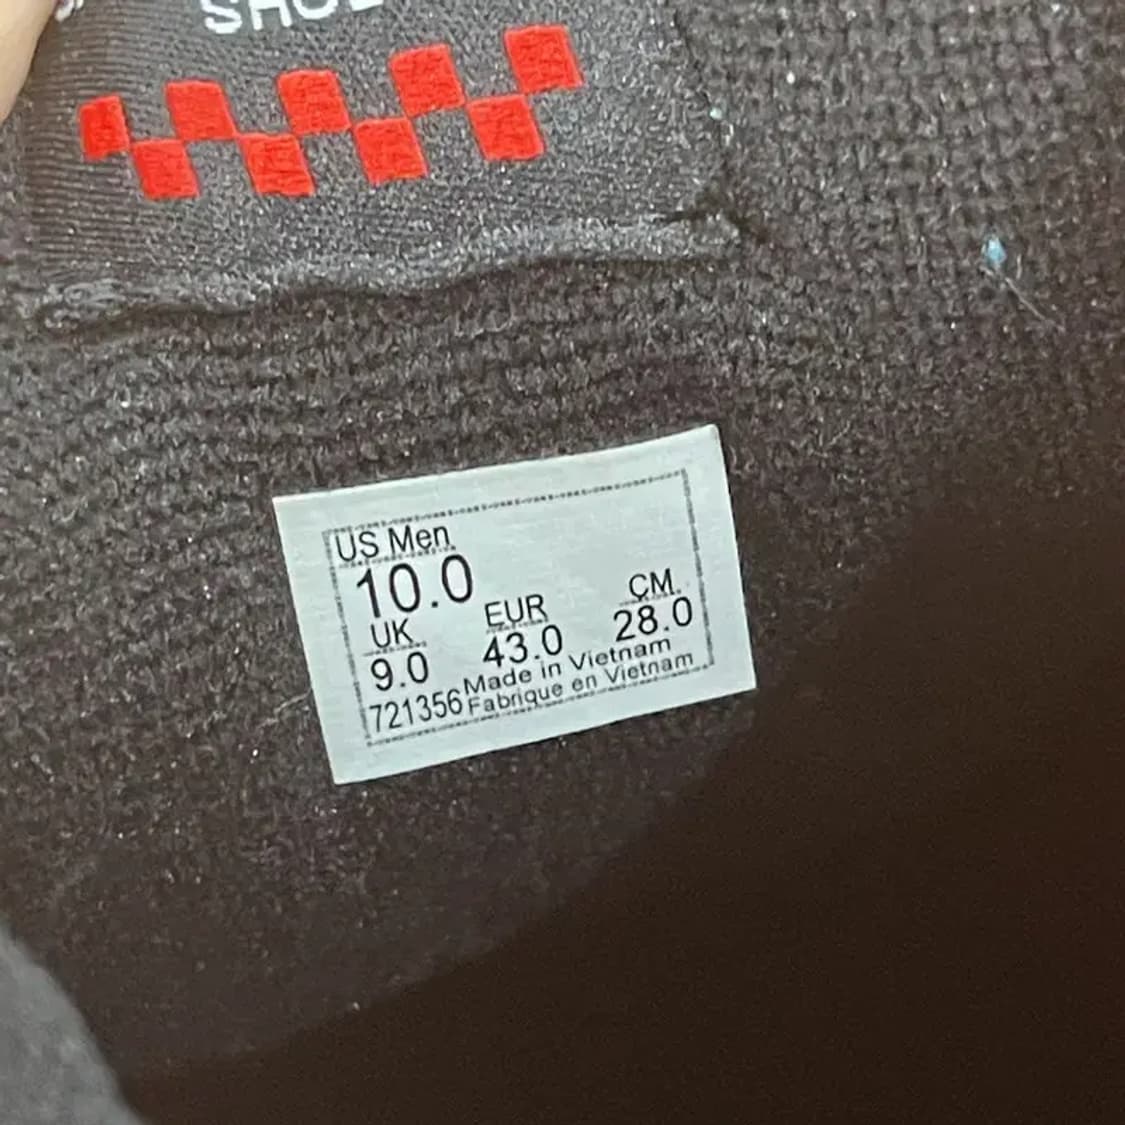 US Men
10.0
UK EUR CM
9.0 43.0 28.0
721356 Made in Vietnam
Fabrique en Vietnam